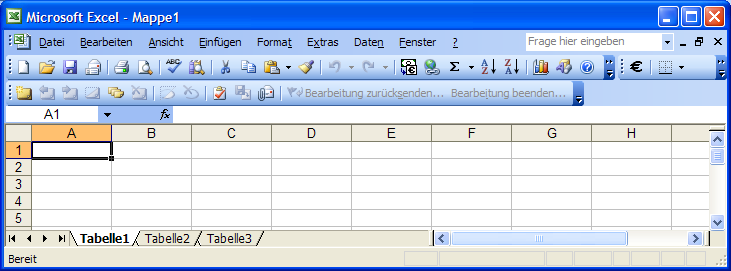 Microsoft Excel - Mappe1
Datei Bearbeiten Ansicht Einfügen Format Extras Daten Fenster ? Frage hier eingeben
Σ A Z Z A €
Bearbeitung zurücksenden... Bearbeitung beenden...
A1 fx
A B C D E F G H
1
2
3
4
5
Tabelle1 Tabelle2 Tabelle3
Bereit